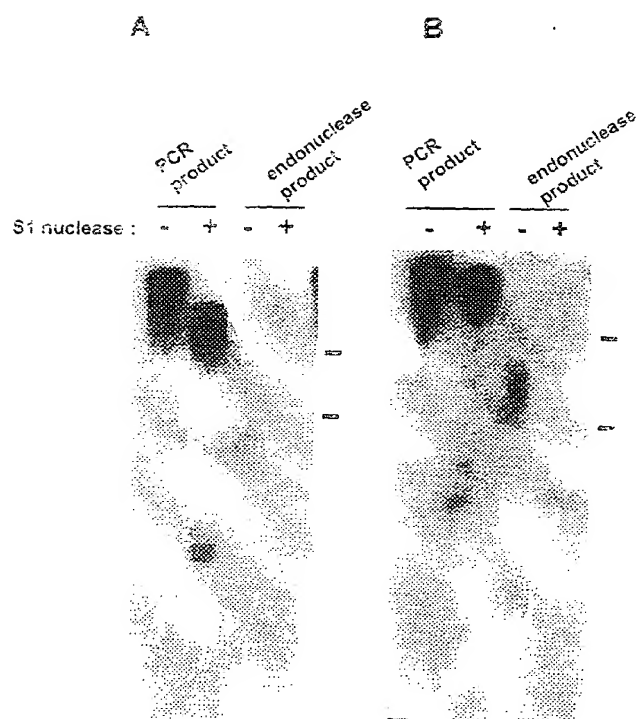 A
B
PCR
product
endonuclease
product
PCR
product
endonuclease
product
S1 nuclease : - + - +
- + - +